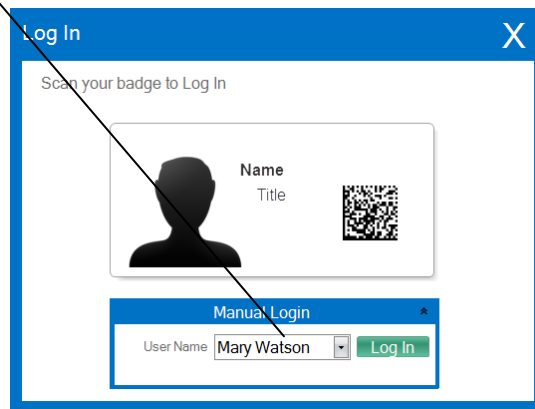 Log In X
Scan your badge to Log In
Name
Title
Manual Login
User Name Mary Watson Log In